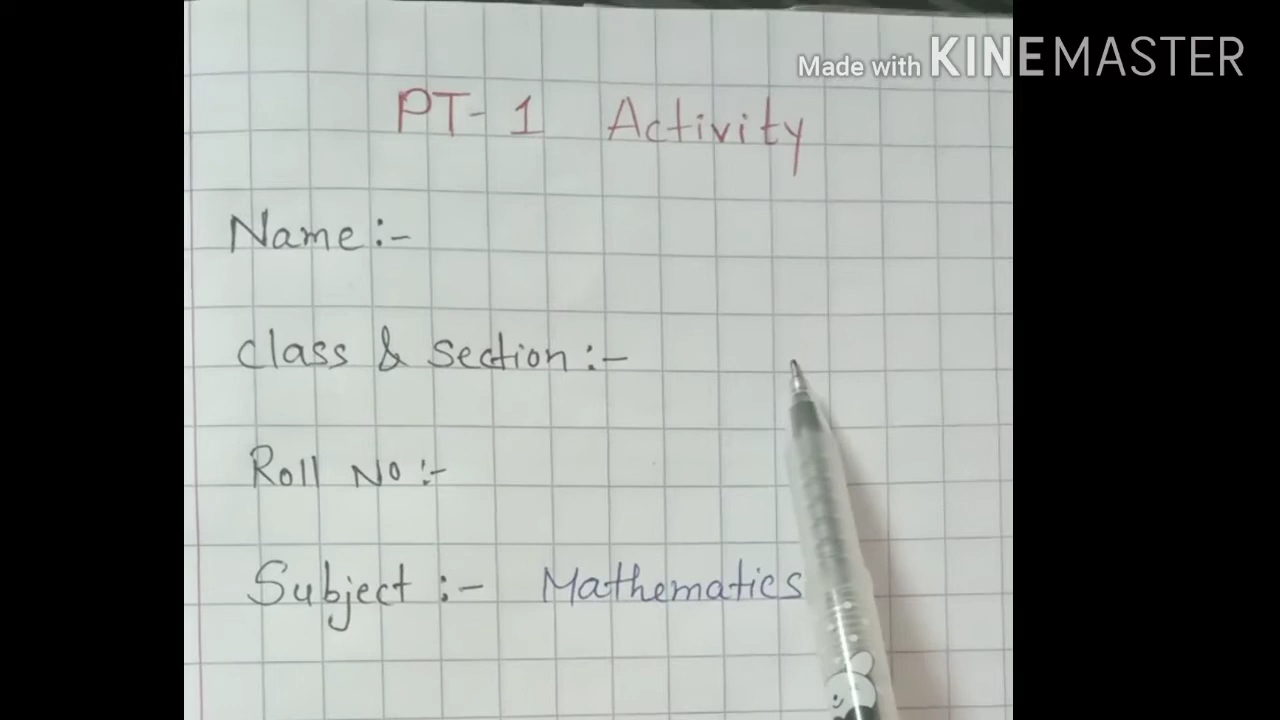 Made with KINEMASTER
PT-1 Activity
Name:-
Class & Section:-
Roll No:-
Subject:- Mathematics